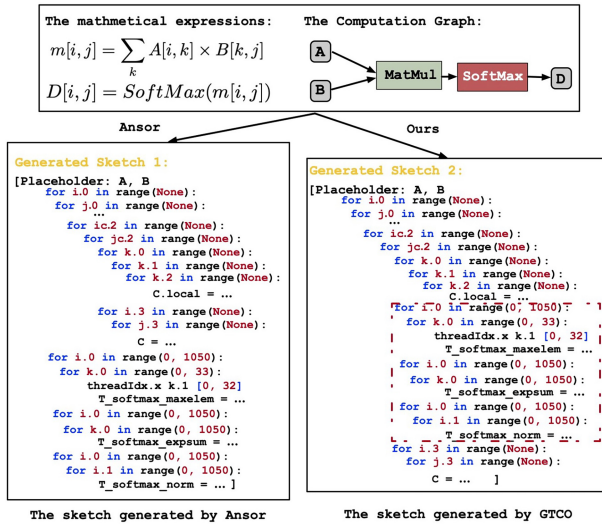 The mathmetical expressions:
The Computation Graph:
m[i, j] = ∑ A[i, k] × B[k, j]
k
D[i, j] = SoftMax(m[i, j])
A
B
MatMul
SoftMax
D
Ansor
Ours
Generated Sketch 1:
[Placeholder: A, B
for i.0 in range(None):
for j.0 in range(None):
...
for ic.2 in range(None):
for jc.2 in range(None):
for k.0 in range(None):
for k.1 in range(None):
for k.2 in range(None):
C.local = …
for i.3 in range(None):
for j.3 in range(None):
C = …
for i.0 in range(0, 1050):
for k.0 in range(0, 33):
threadIdx.x k.1 [0, 32]
T_softmax_maxelem = …
for i.0 in range(0, 1050):
for k.0 in range(0, 1050):
T_softmax_expsum = …
for i.0 in range(0, 1050):
for i.1 in range(0, 1050):
T_softmax_norm = … ]
The sketch generated by Ansor
Generated Sketch 2:
[Placeholder: A, B
for i.0 in range(None):
for j.0 in range(None):
...
for ic.2 in range(None):
for jc.2 in range(None):
for k.0 in range(None):
for k.1 in range(None):
for k.2 in range(None):
C.local = …
for i.0 in range(0, 1050):
for k.0 in range(0, 33):
threadIdx.x k.1 [0, 32]
T_softmax_maxelem = …
for i.0 in range(0, 1050):
for k.0 in range(0, 1050):
T_softmax_expsum = …
for i.0 in range(0, 1050):
for i.1 in range(0, 1050):
T_softmax_norm = …
for i.3 in range(None):
for j.3 in range(None):
C = … ]
The sketch generated by GTCO